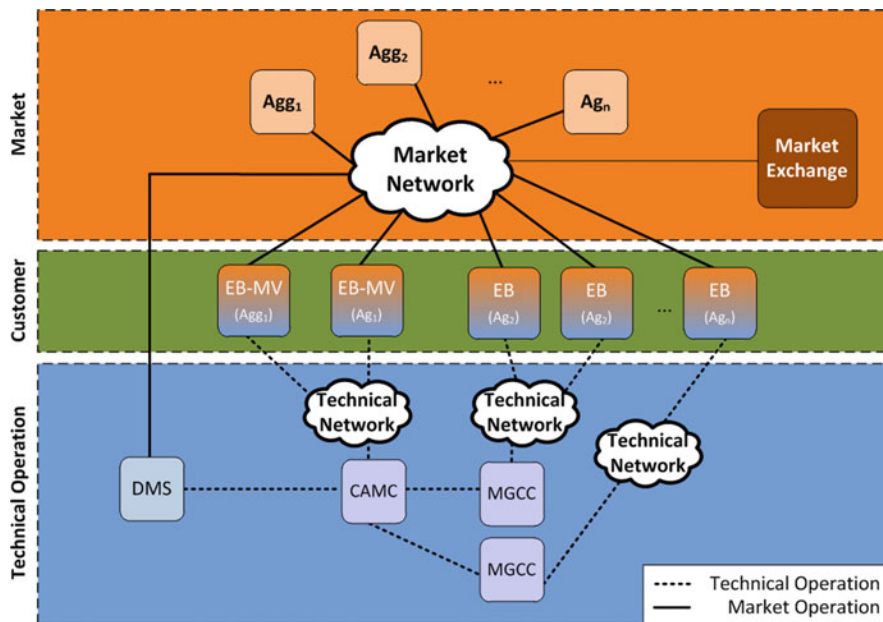 Market
Agg₁
Agg₂
...
Agₙ
Market
Network
Market
Exchange
Customer
EB-MV
(Agg₁)
EB-MV
(Ag₁)
EB
(Ag₂)
EB
(Ag₂)
...
EB
(Agₙ)
Technical Operation
Technical
Network
Technical
Network
Technical
Network
DMS
CAMC
MGCC
MGCC
Technical Operation
Market Operation